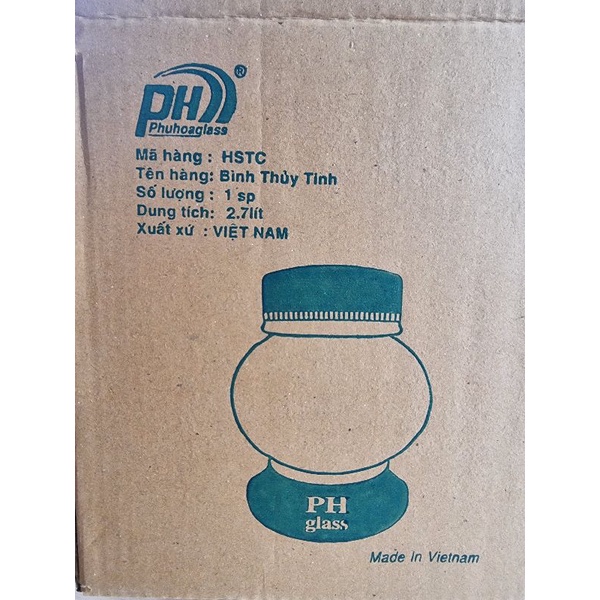 PH ®
Phuhoaglass
Mã hàng : HSTC
Tên hàng: Bình Thủy Tinh
Số lượng : 1 sp
Dung tích: 2.7lít
Xuất xứ : VIỆT NAM
PH
glass
Made In Vietnam